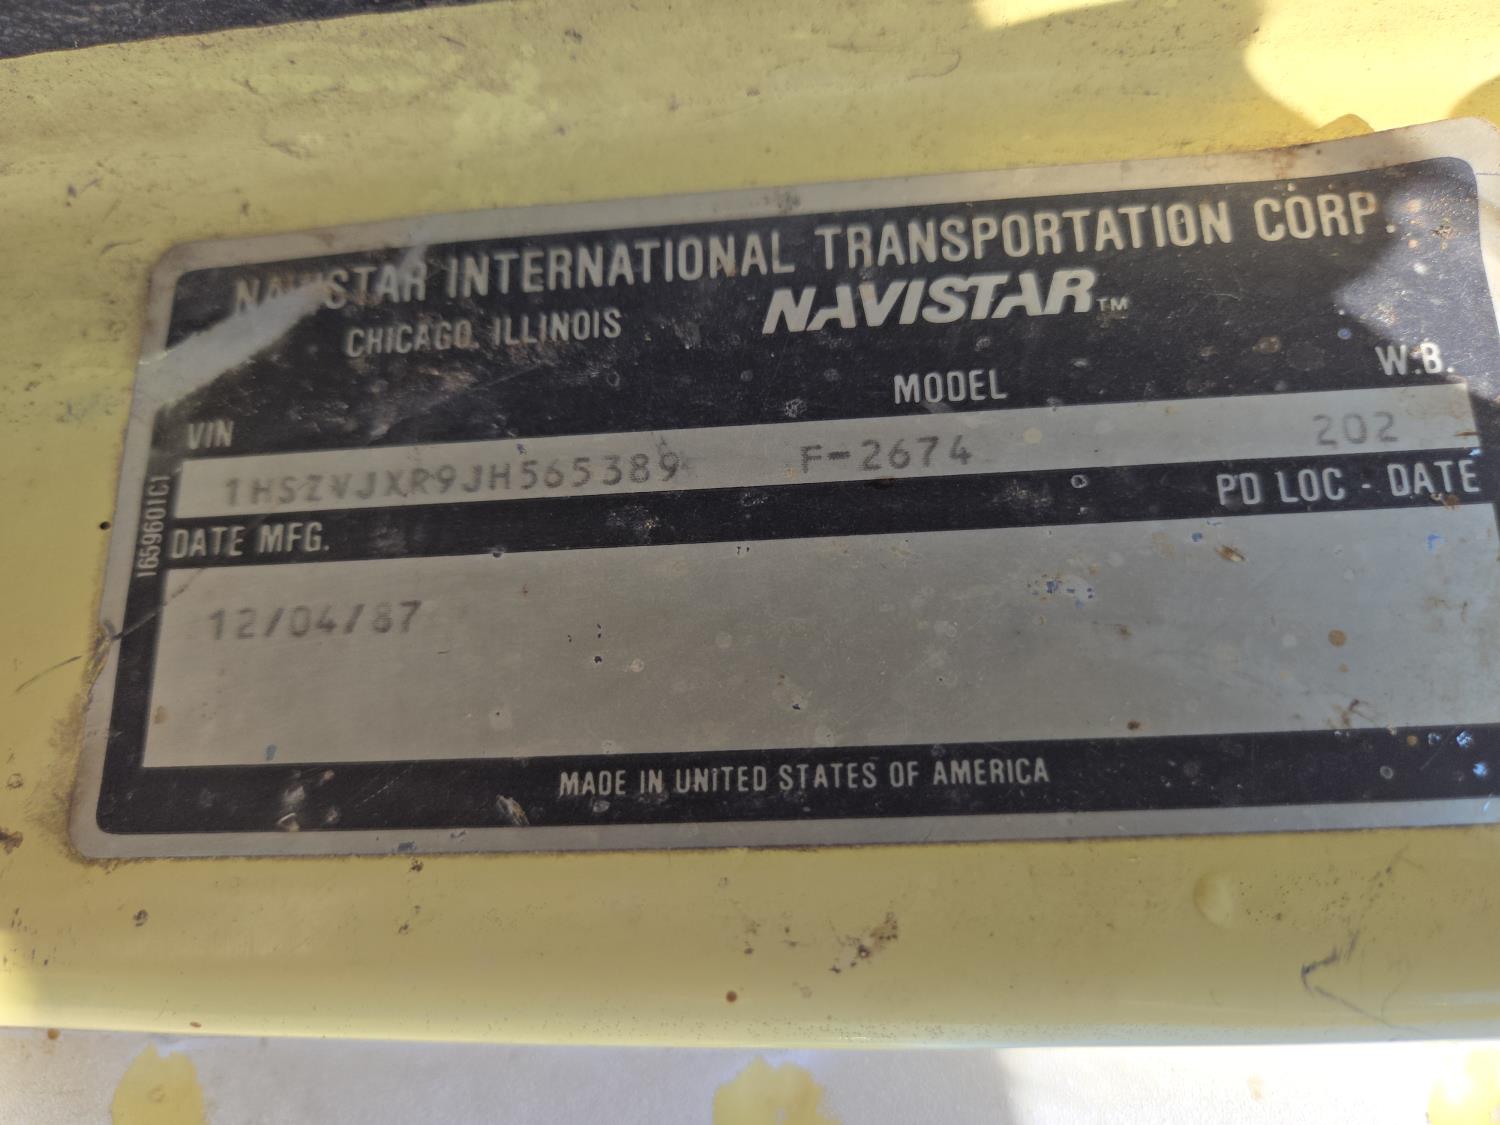 NAVISTAR INTERNATIONAL TRANSPORTATION CORP.
CHICAGO, ILLINOIS NAVISTAR™
VIN MODEL W.B.
1HSZVJXR9JH565389 F-2674 202
DATE MFG. PD LOC - DATE
12/04/87
MADE IN UNITED STATES OF AMERICA
1659601C1